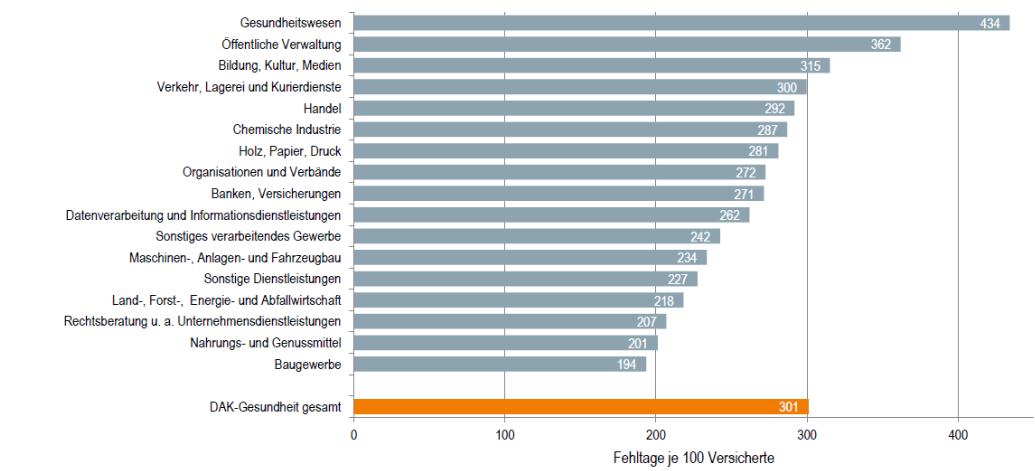 Gesundheitswesen 434
Öffentliche Verwaltung 362
Bildung, Kultur, Medien 315
Verkehr, Lagerei und Kurierdienste 300
Handel 292
Chemische Industrie 287
Holz, Papier, Druck 281
Organisationen und Verbände 272
Banken, Versicherungen 271
Datenverarbeitung und Informationsdienstleistungen 262
Sonstiges verarbeitendes Gewerbe 242
Maschinen-, Anlagen- und Fahrzeugbau 234
Sonstige Dienstleistungen 227
Land-, Forst-, Energie- und Abfallwirtschaft 218
Rechtsberatung u. a. Unternehmensdienstleistungen 207
Nahrungs- und Genussmittel 201
Baugewerbe 194
DAK-Gesundheit gesamt 301
0 100 200 300 400
Fehltage je 100 Versicherte